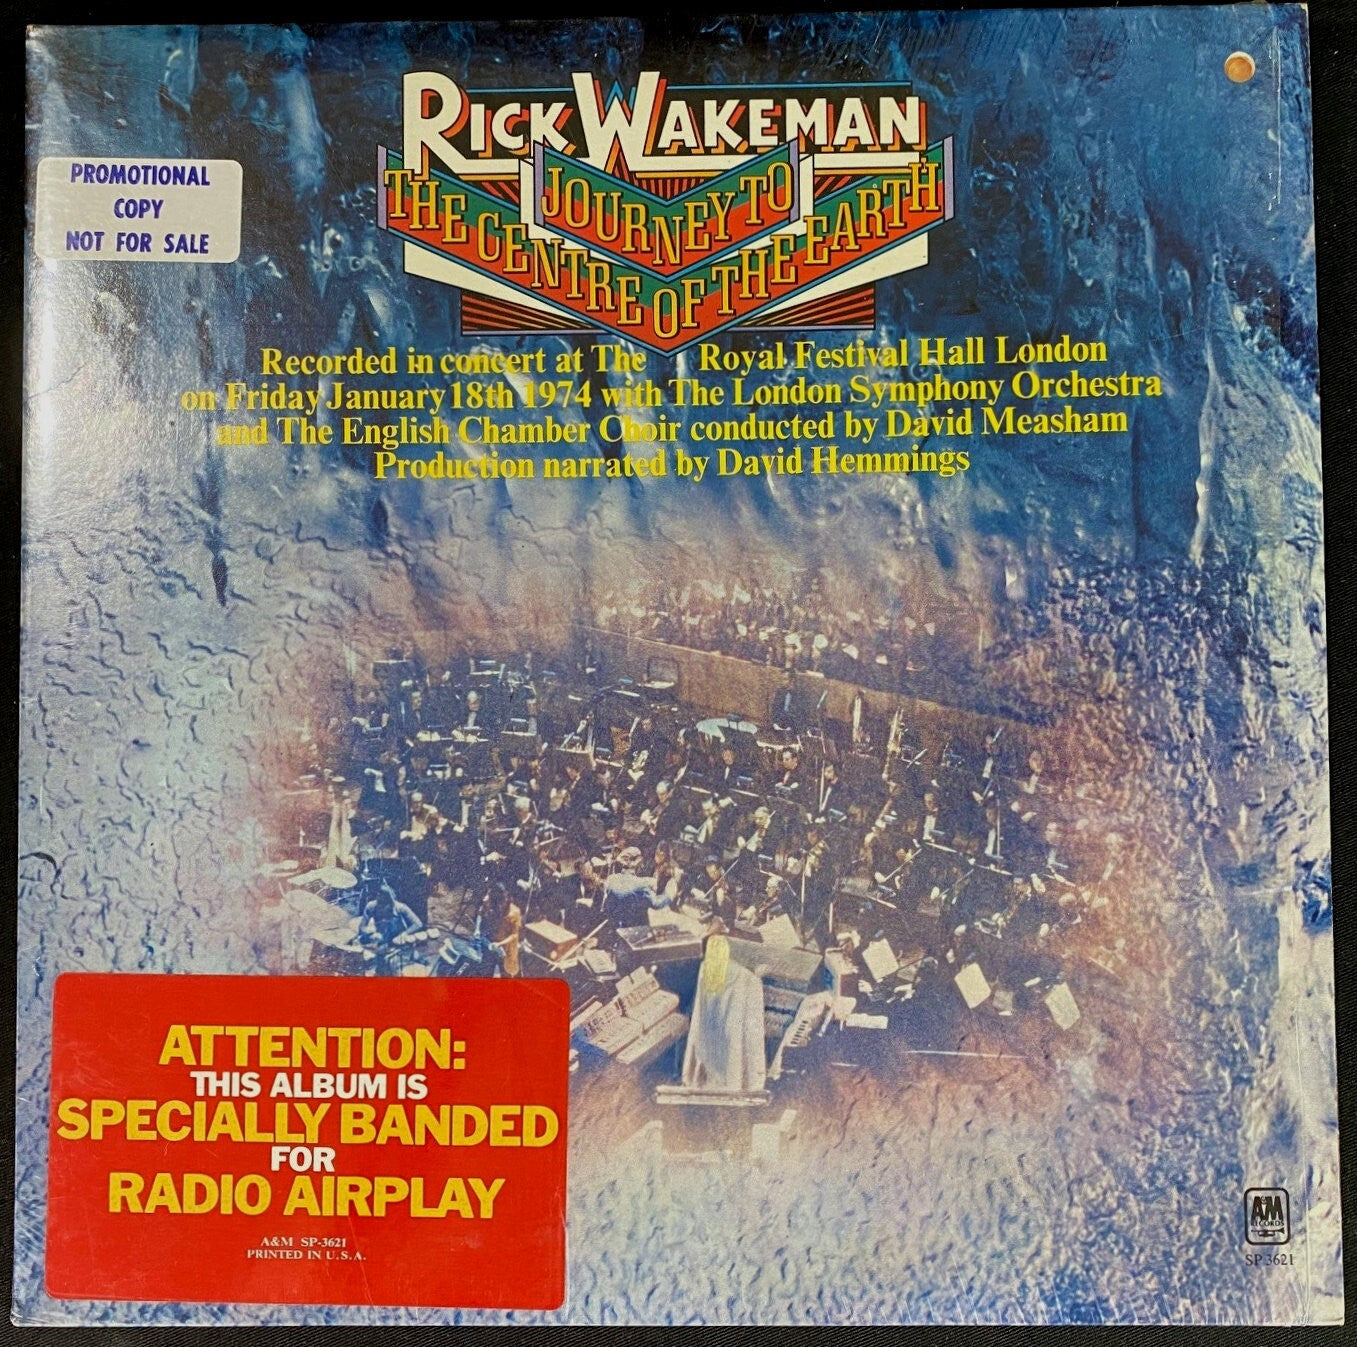 RICK WAKEMAN
JOURNEY TO
THE CENTRE OF THE EARTH
PROMOTIONAL
COPY
NOT FOR SALE
Recorded in concert at The Royal Festival Hall London
on Friday January 18th 1974 with The London Symphony Orchestra
and The English Chamber Choir conducted by David Measham
Production narrated by David Hemmings
ATTENTION:
THIS ALBUM IS
SPECIALLY BANDED
FOR
RADIO AIRPLAY
A&M SP-3621
PRINTED IN U.S.A.
A&M
RECORDS
SP 3621